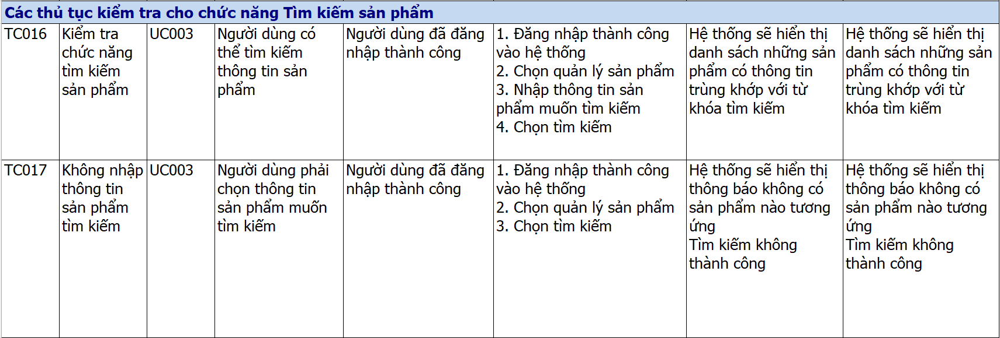 Các thủ tục kiểm tra cho chức năng Tìm kiếm sản phẩm
TC016
Kiểm tra
chức năng
tìm kiếm
sản phẩm
UC003
Người dùng có
thể tìm kiếm
thông tin sản
phẩm
Người dùng đã đăng
nhập thành công
1. Đăng nhập thành công
vào hệ thống
2. Chọn quản lý sản phẩm
3. Nhập thông tin sản
phẩm muốn tìm kiếm
4. Chọn tìm kiếm
Hệ thống sẽ hiển thị
danh sách những sản
phẩm có thông tin
trùng khớp với từ
khóa tìm kiếm
Hệ thống sẽ hiển thị
danh sách những sản
phẩm có thông tin
trùng khớp với từ
khóa tìm kiếm
TC017
Không nhập
thông tin
sản phẩm
tìm kiếm
UC003
Người dùng phải
chọn thông tin
sản phẩm muốn
tìm kiếm
Người dùng đã đăng
nhập thành công
1. Đăng nhập thành công
vào hệ thống
2. Chọn quản lý sản phẩm
3. Chọn tìm kiếm
Hệ thống sẽ hiển thị
thông báo không có
sản phẩm nào tương
ứng
Tìm kiếm không
thành công
Hệ thống sẽ hiển thị
thông báo không có
sản phẩm nào tương
ứng
Tìm kiếm không
thành công